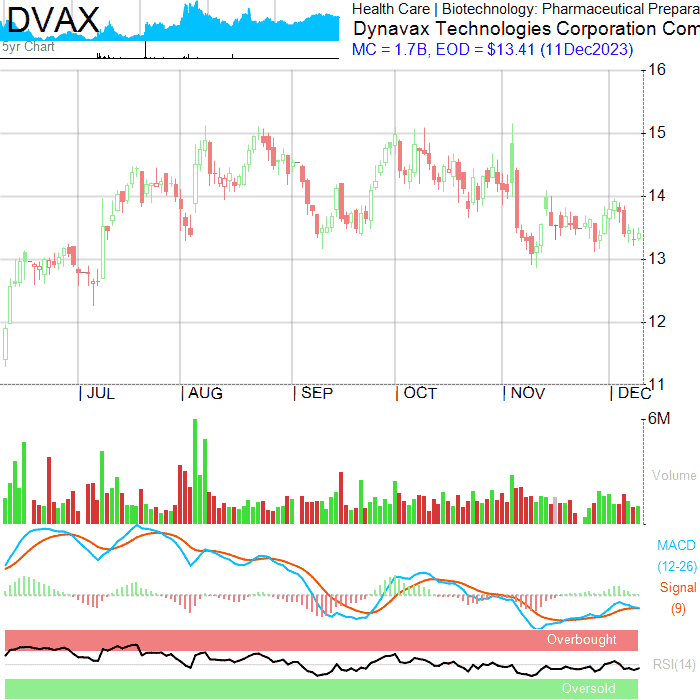 DVAX
5yr Chart
Health Care | Biotechnology: Pharmaceutical Prepara
Dynavax Technologies Corporation Com
MC = 1.7B, EOD = $13.41 (11Dec2023)
16
15
14
13
12
11
JUL
AUG
SEP
OCT
NOV
DEC
6M
Volume
MACD
(12-26)
Signal
(9)
Overbought
RSI(14)
Oversold